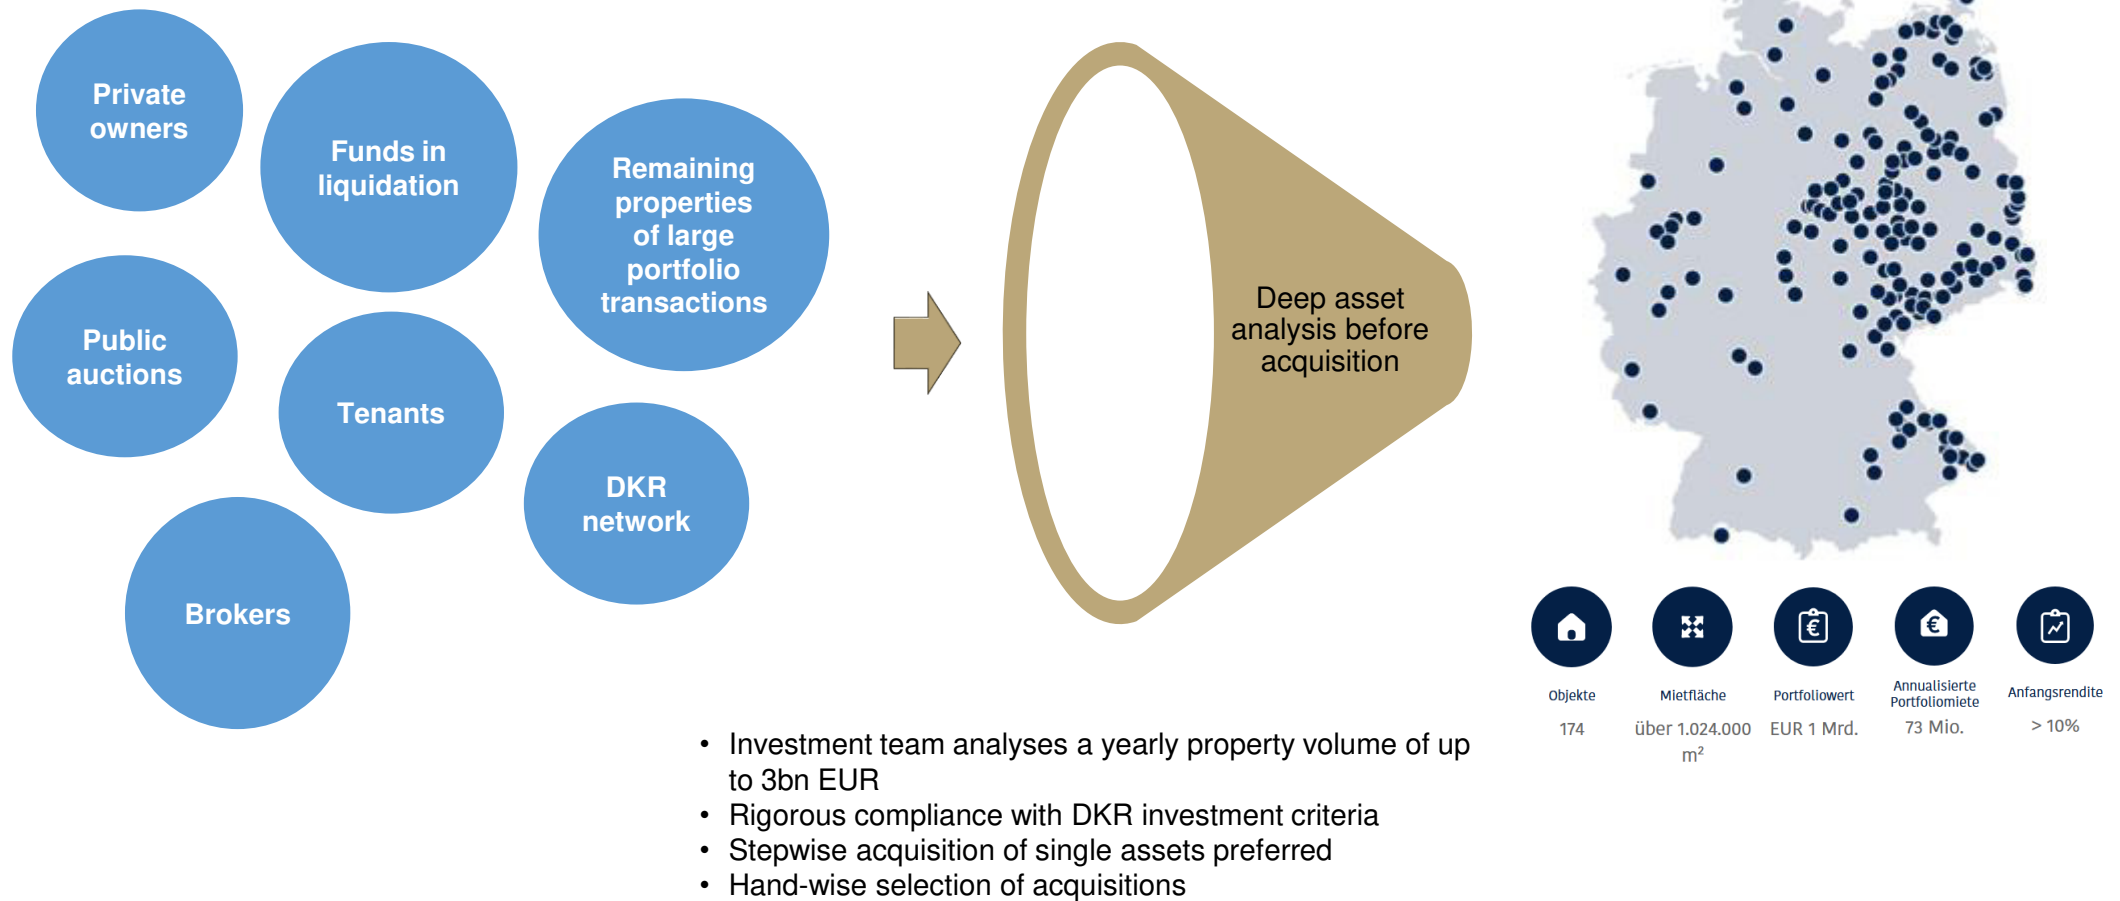 Private
owners
Funds in
liquidation
Remaining
properties
of large
portfolio
transactions
Public
auctions
Tenants
DKR
network
Brokers
Deep asset
analysis before
acquisition
Objekte
174
Mietfläche
über 1.024.000
m²
Portfoliowert
EUR 1 Mrd.
Annualisierte
Portfoliomiete
73 Mio.
Anfangsrendite
> 10%
• Investment team analyses a yearly property volume of up
to 3bn EUR
• Rigorous compliance with DKR investment criteria
• Stepwise acquisition of single assets preferred
• Hand-wise selection of acquisitions